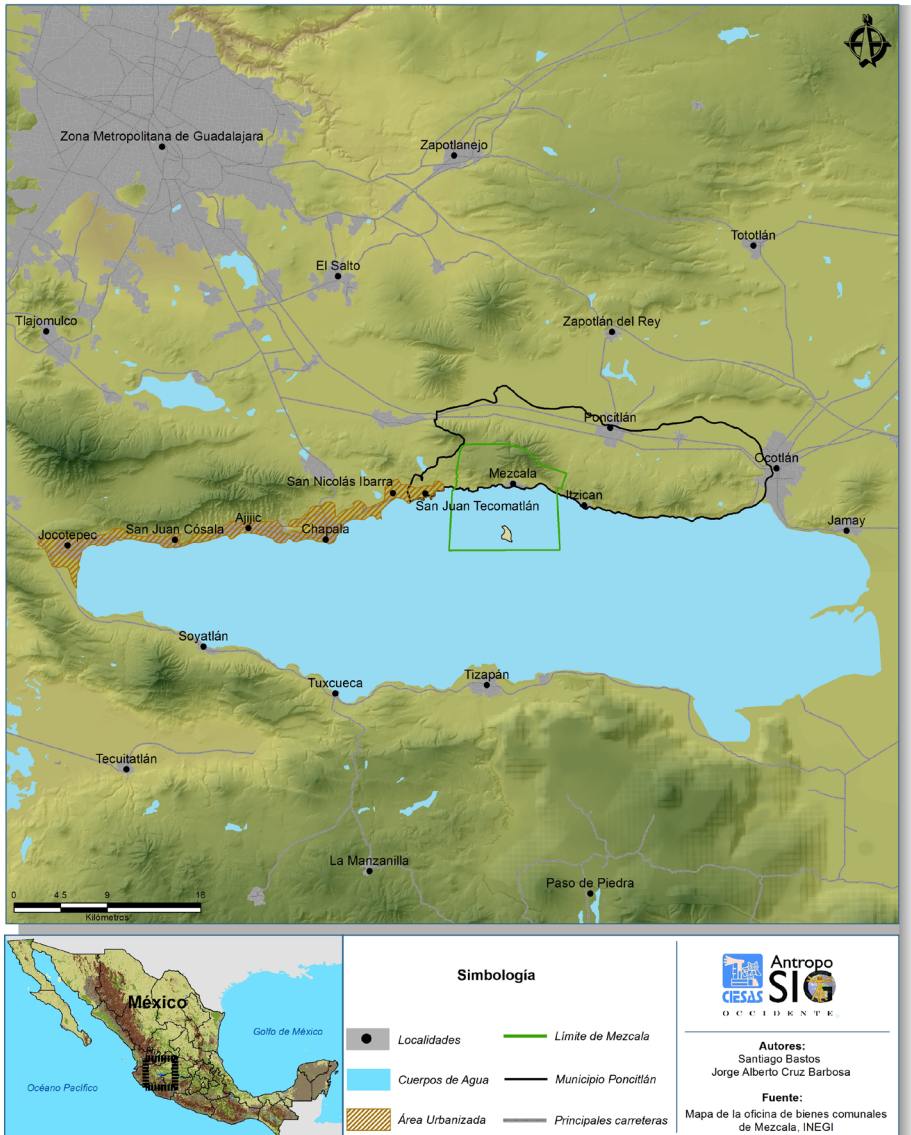 Zona Metropolitana de Guadalajara
Zapotlanejo
Tototlán
El Salto
Tlajomulco
Zapotlán del Rey
Poncitlán
Ocotlán
Mezcala
San Nicolás Ibarra
Itzican
San Juan Tecomatlán
Jamay
Ajijic
San Juan Cósala
Chapala
Jocotepec
Soyatlán
Tizapán
Tuxcueca
Tecuitatlán
La Manzanilla
Paso de Piedra
0 4.5 9 18
Kilómetros
México
Golfo de México
Océano Pacífico
Simbología
Localidades
Límite de Mezcala
Cuerpos de Agua
Municipio Poncitlán
Área Urbanizada
Principales carreteras
CIESAS
Antropo
SIG
OCCIDENTE
Autores:
Santiago Bastos
Jorge Alberto Cruz Barbosa
Fuente:
Mapa de la oficina de bienes comunales
de Mezcala, INEGI